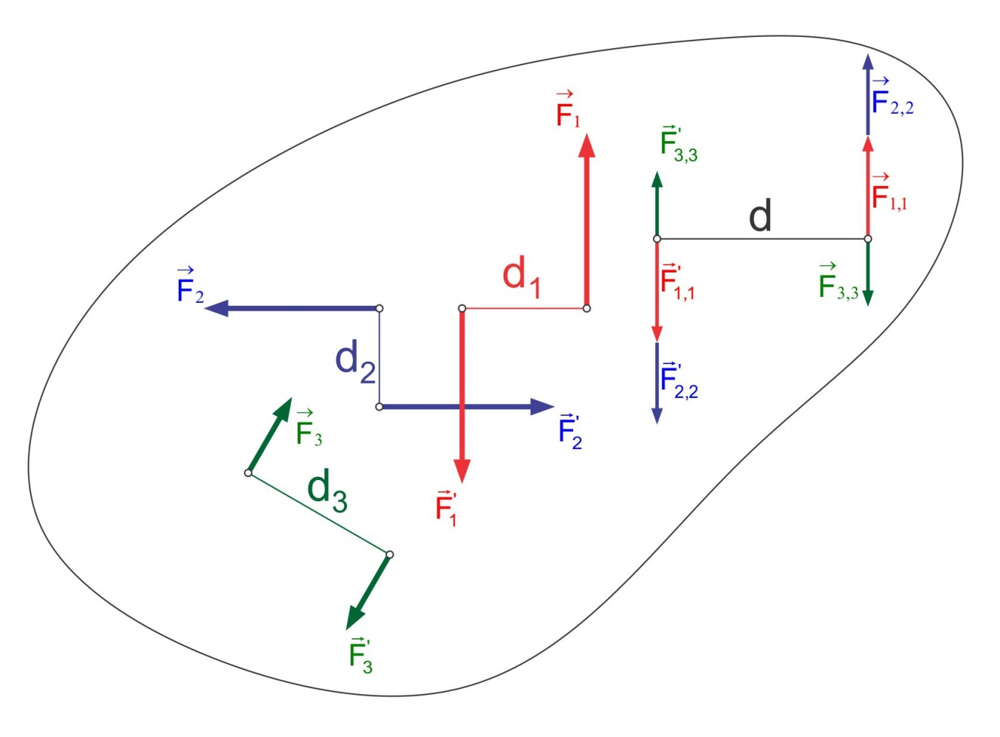 F⃗₁
F⃗₂,₂
F⃗'₃,₃
F⃗₁,₁
d
d₁
F⃗₂
F⃗'₁,₁
F⃗₃,₃
d₂
F⃗'₂,₂
F⃗₃
F⃗'₂
d₃
F⃗'₁
F⃗'₃